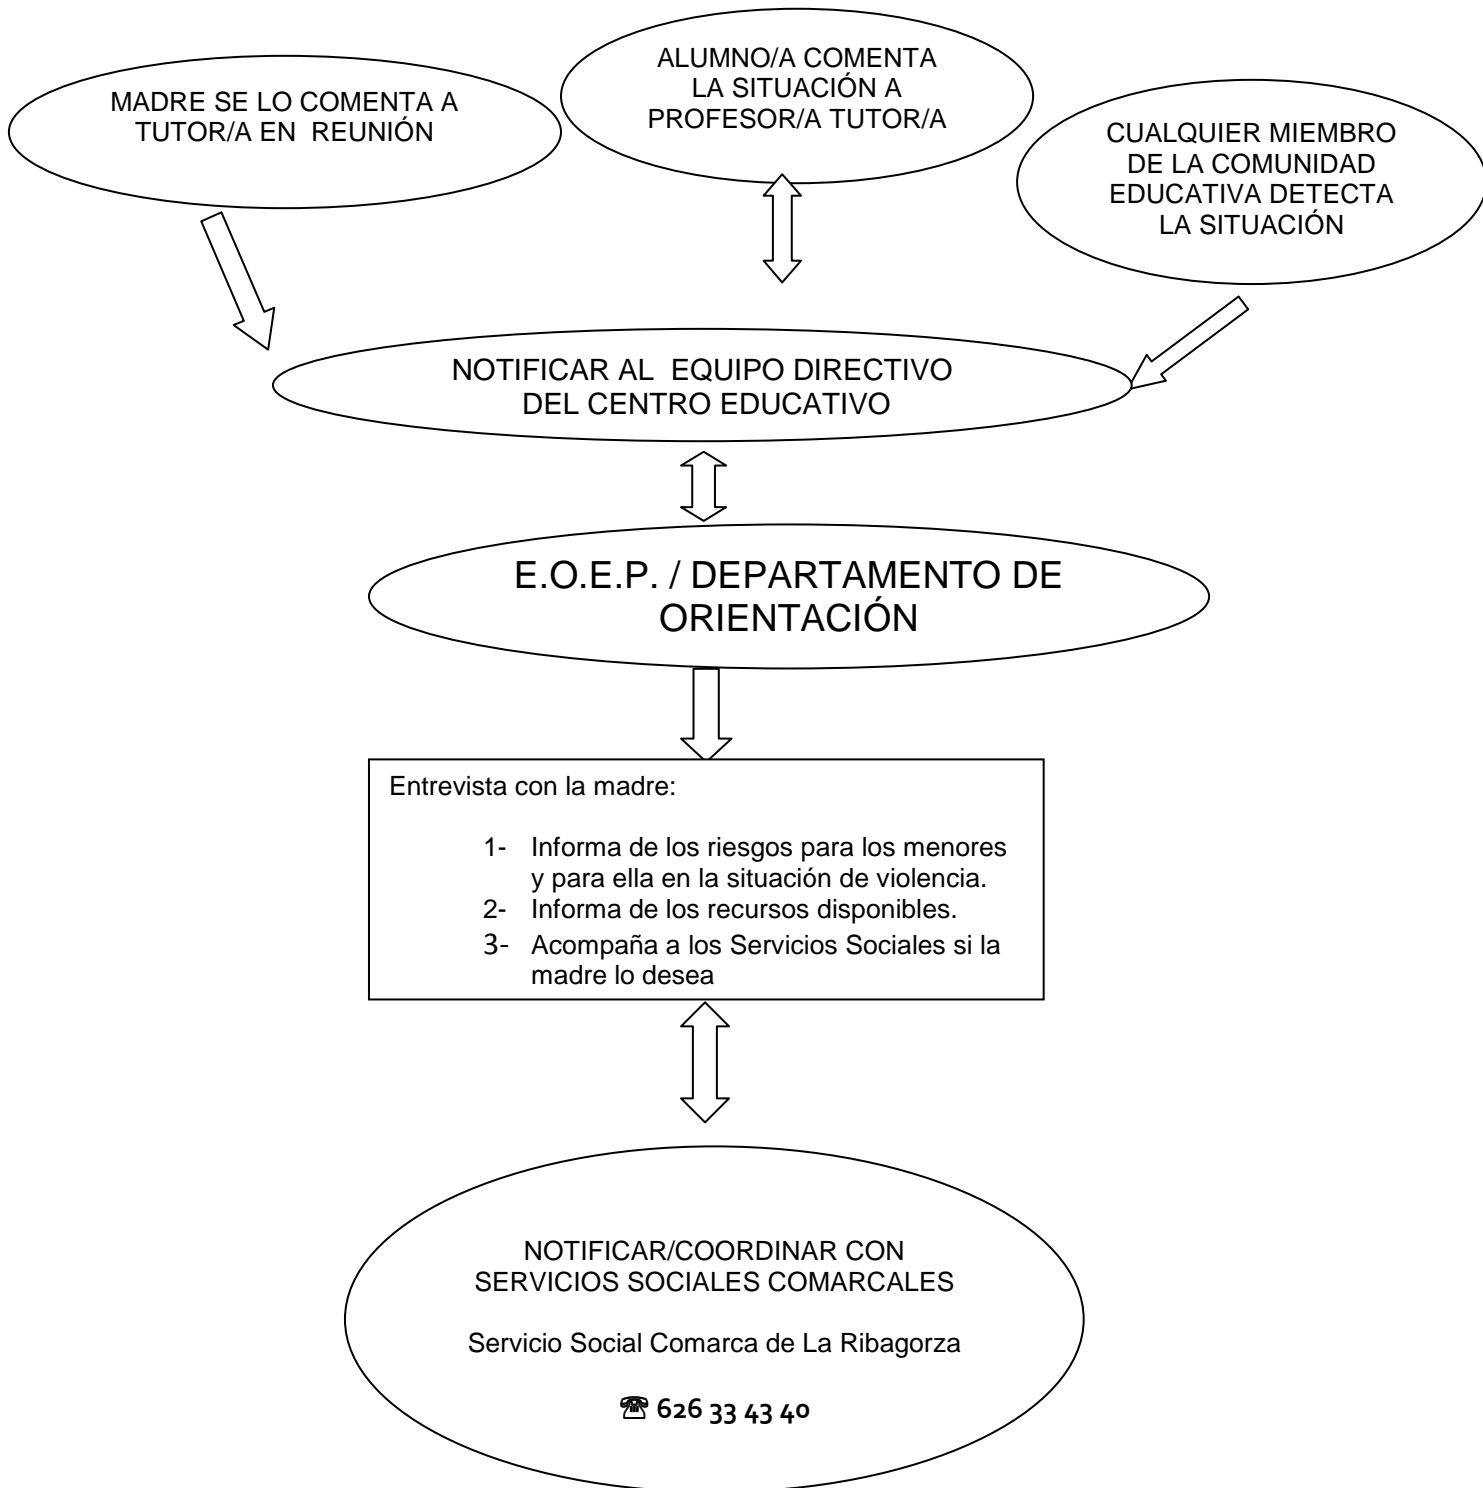 MADRE SE LO COMENTA A
TUTOR/A EN REUNIÓN
ALUMNO/A COMENTA
LA SITUACIÓN A
PROFESOR/A TUTOR/A
CUALQUIER MIEMBRO
DE LA COMUNIDAD
EDUCATIVA DETECTA
LA SITUACIÓN
NOTIFICAR AL EQUIPO DIRECTIVO
DEL CENTRO EDUCATIVO
E.O.E.P. / DEPARTAMENTO DE
ORIENTACIÓN
Entrevista con la madre:
1- Informa de los riesgos para los menores
y para ella en la situación de violencia.
2- Informa de los recursos disponibles.
3- Acompaña a los Servicios Sociales si la
madre lo desea
NOTIFICAR/COORDINAR CON
SERVICIOS SOCIALES COMARCALES
Servicio Social Comarca de La Ribagorza
☎ 626 33 43 40